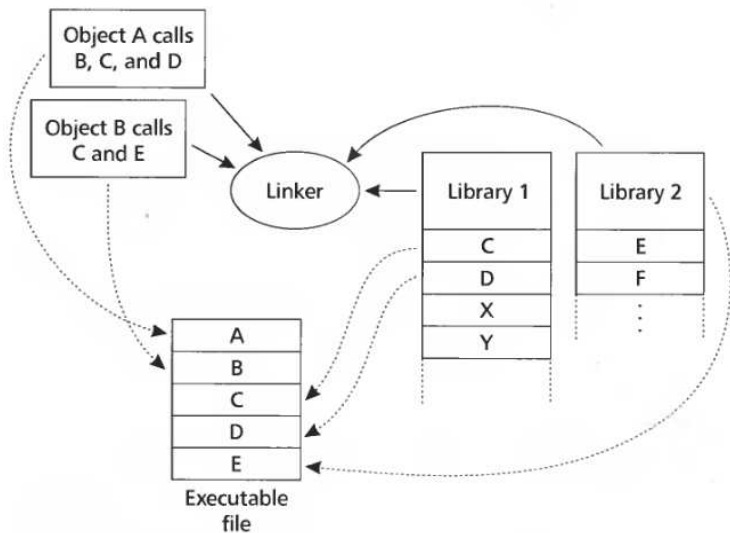 Object A calls
B, C, and D
Object B calls
C and E
Linker
Library 1
C
D
X
Y
Library 2
E
F
A
B
C
D
E
Executable
file